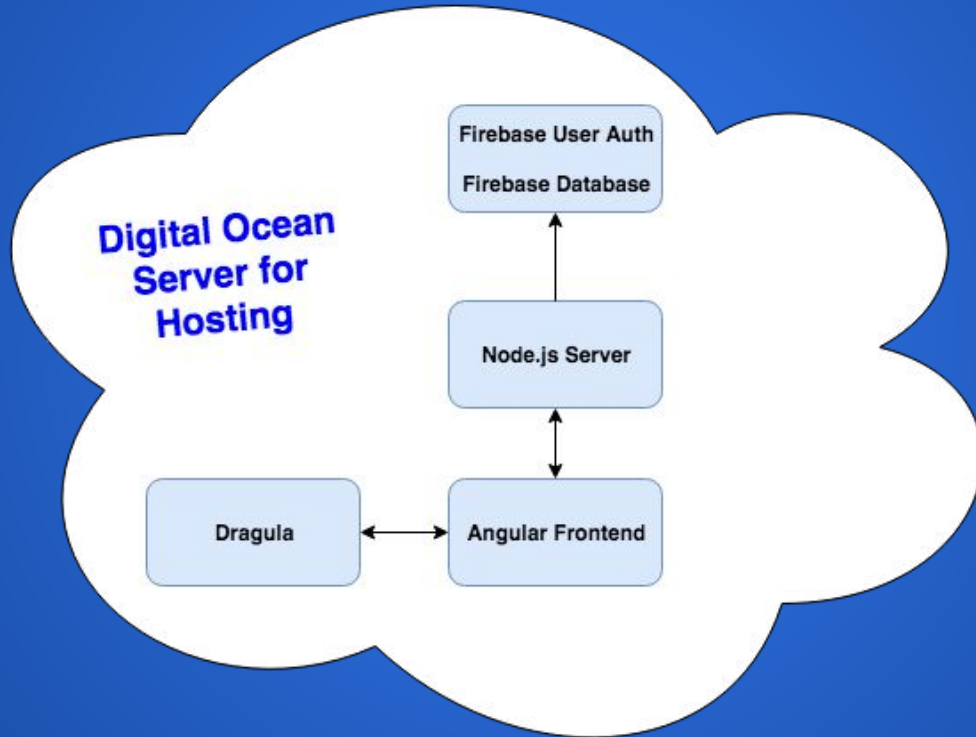 Digital Ocean
Server for
Hosting
Firebase User Auth
Firebase Database
Node.js Server
Dragula
Angular Frontend